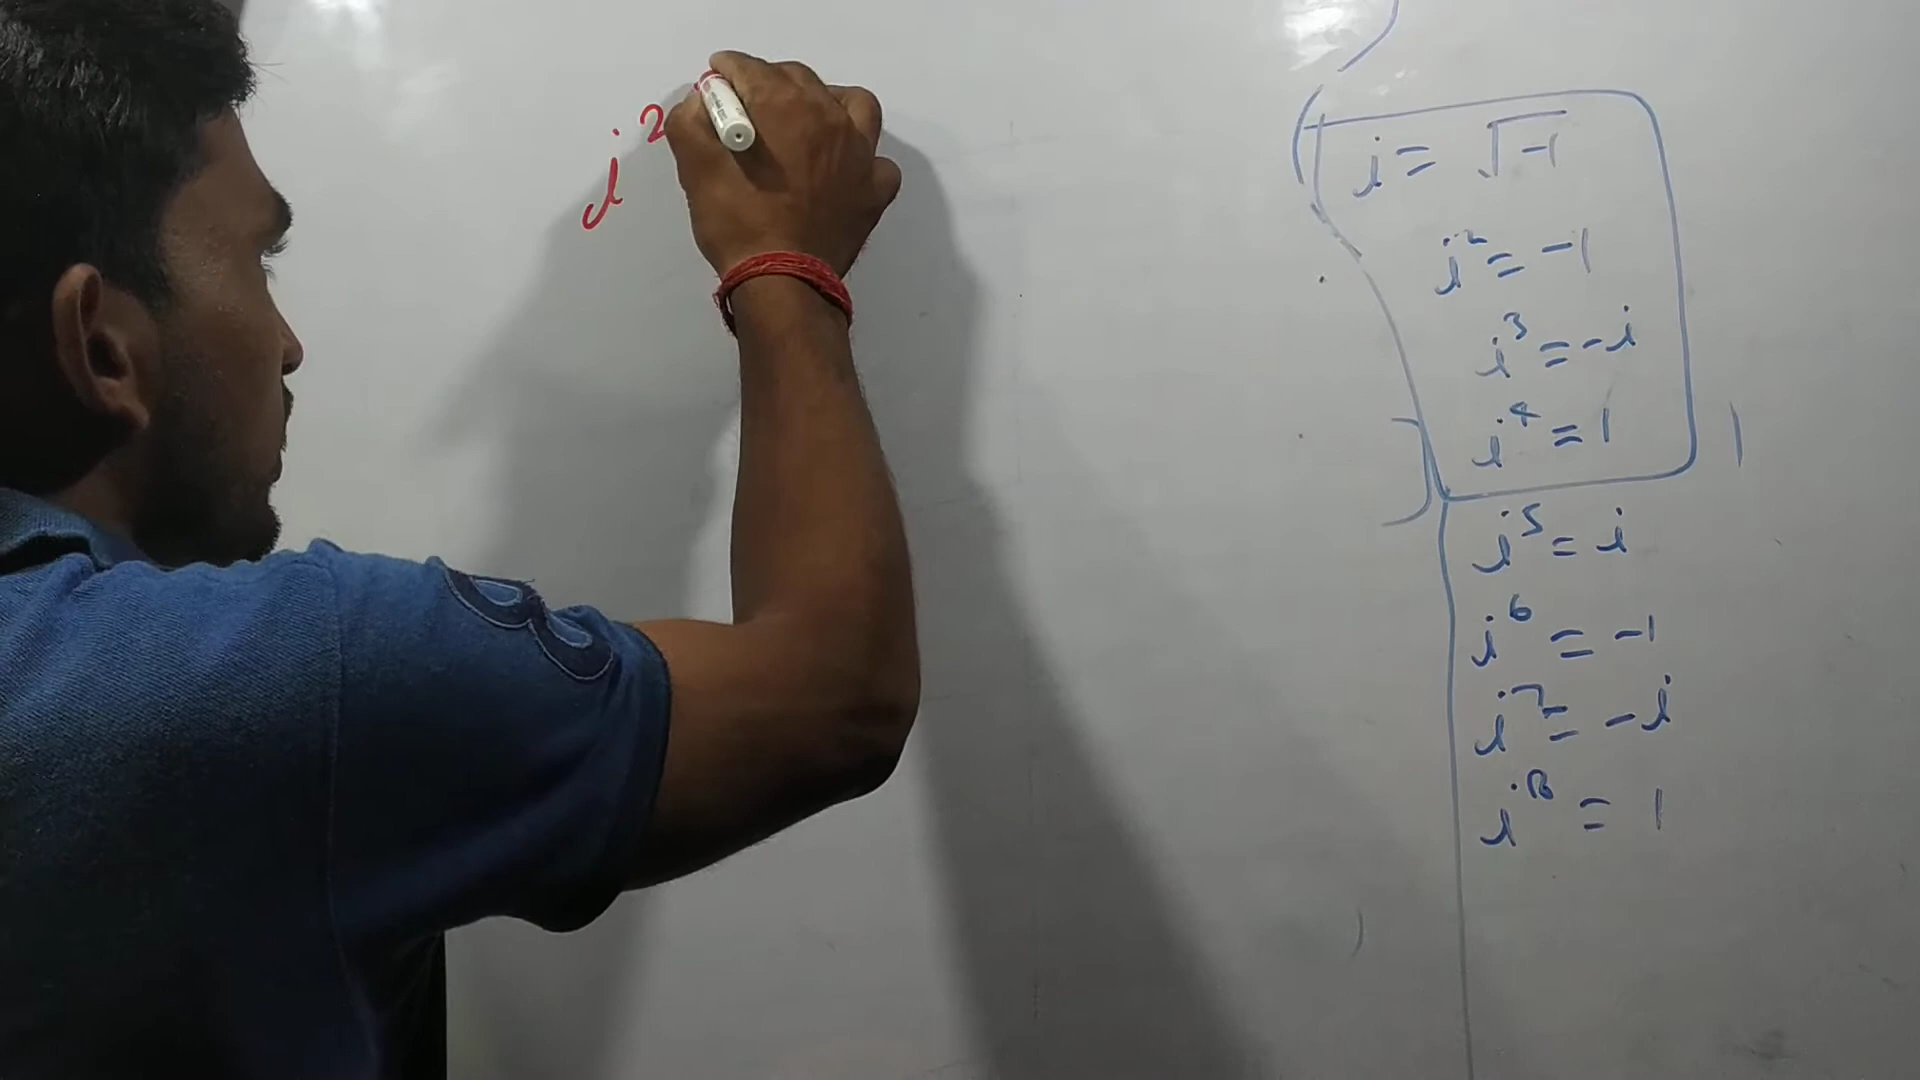 i²
i = √-1
i² = -1
i³ = -i
i⁴ = 1
i⁵ = i
i⁶ = -1
i⁷ = -i
i⁸ = 1